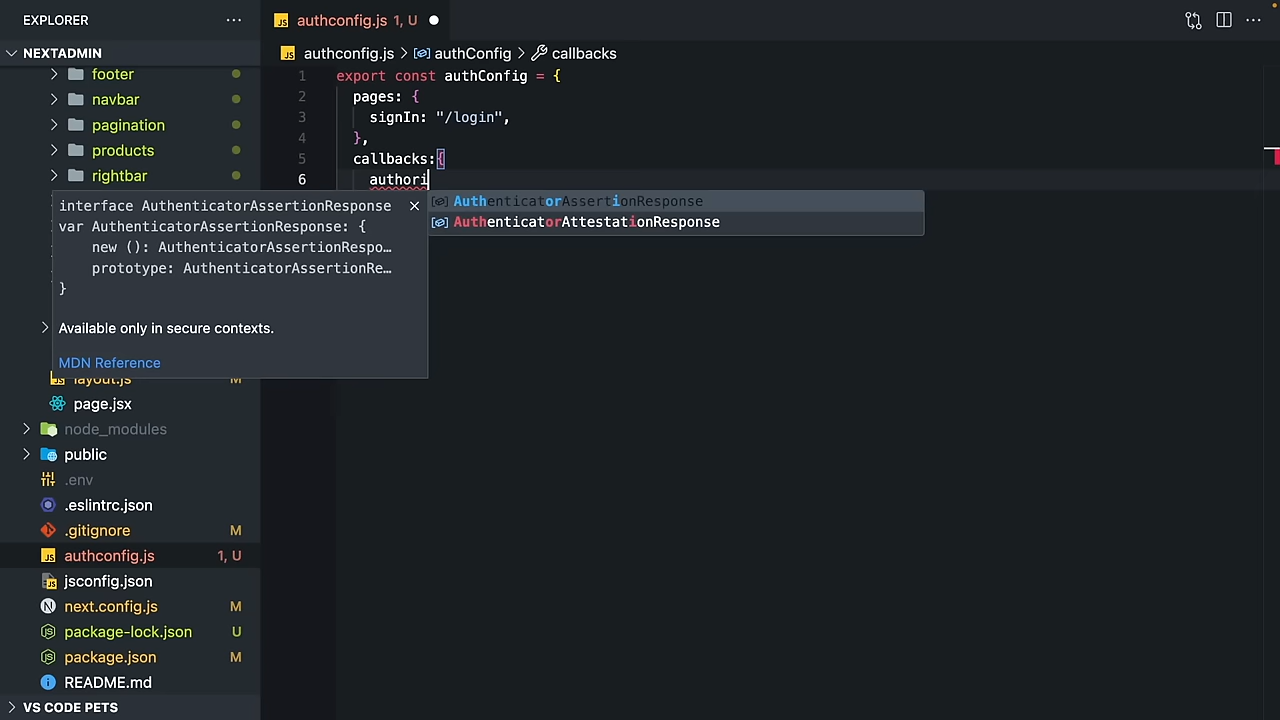 EXPLORER
NEXTADMIN
footer
navbar
pagination
products
rightbar
layout.js M
page.jsx
node_modules
public
.env
.eslintrc.json
.gitignore M
authconfig.js 1, U
jsconfig.json
next.config.js M
package-lock.json U
package.json M
README.md
VS CODE PETS
JS authconfig.js 1, U
JS authconfig.js > authConfig > callbacks
1 export const authConfig = {
2 pages: {
3 signIn: "/login",
4 },
5 callbacks:{
6 authori
AuthenticatorAssertionResponse
AuthenticatorAttestationResponse
interface AuthenticatorAssertionResponse
var AuthenticatorAssertionResponse: {
new (): AuthenticatorAssertionRespo…
prototype: AuthenticatorAssertionRe…
}
Available only in secure contexts.
MDN Reference